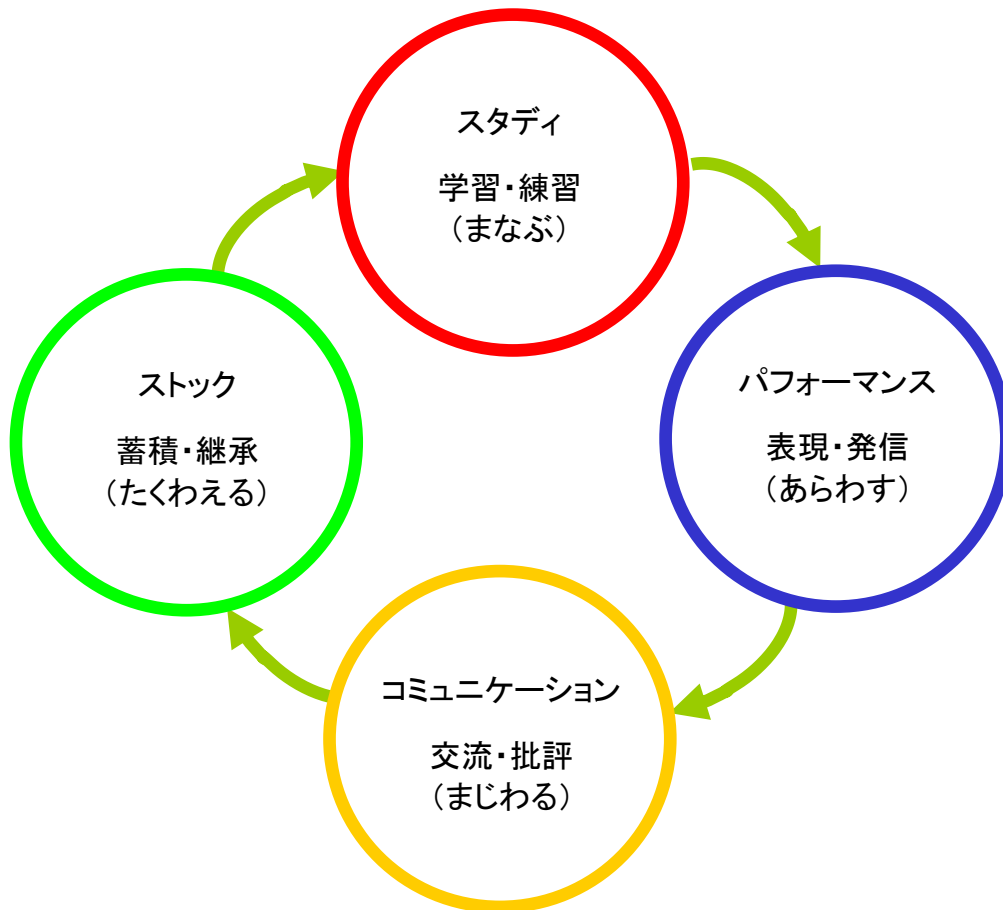 スタディ
学習・練習
(まなぶ)
パフォーマンス
表現・発信
(あらわす)
コミュニケーション
交流・批評
(まじわる)
ストック
蓄積・継承
(たくわえる)